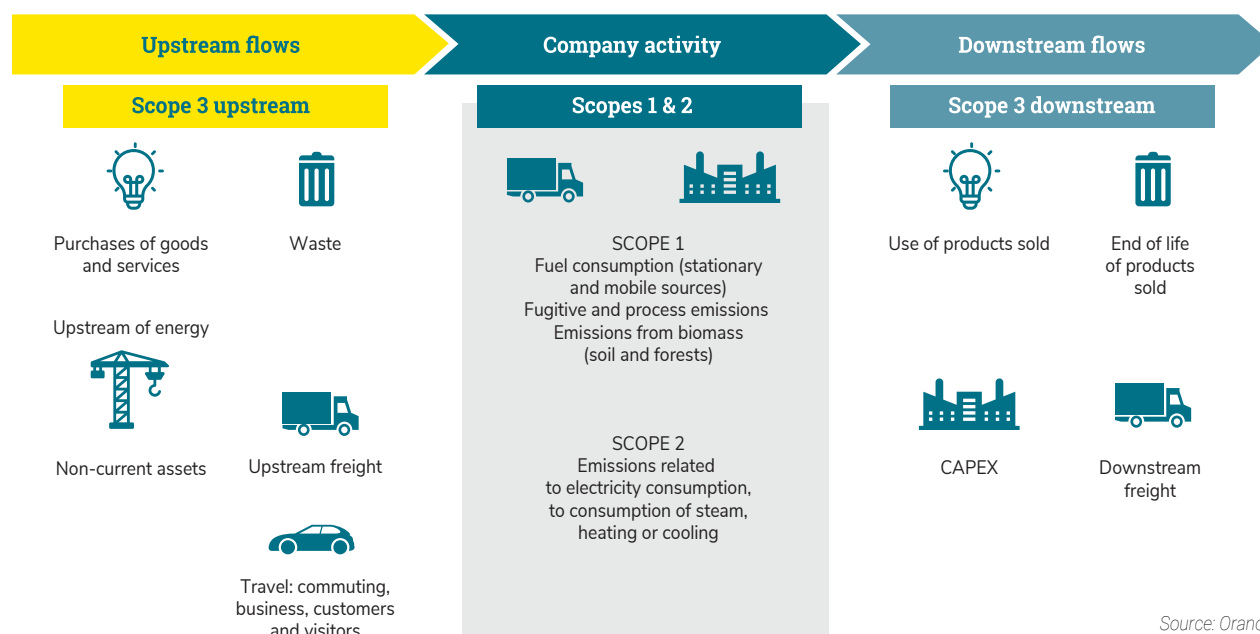 Upstream flows
Company activity
Downstream flows
Scope 3 upstream
Scopes 1 & 2
Scope 3 downstream
Purchases of goods
and services
Waste
Upstream of energy
Non-current assets
Upstream freight
Travel: commuting,
business, customers
and visitors
SCOPE 1
Fuel consumption (stationary
and mobile sources)
Fugitive and process emissions
Emissions from biomass
(soil and forests)
SCOPE 2
Emissions related
to electricity consumption,
to consumption of steam,
heating or cooling
Use of products sold
End of life
of products
sold
CAPEX
Downstream
freight
Source: